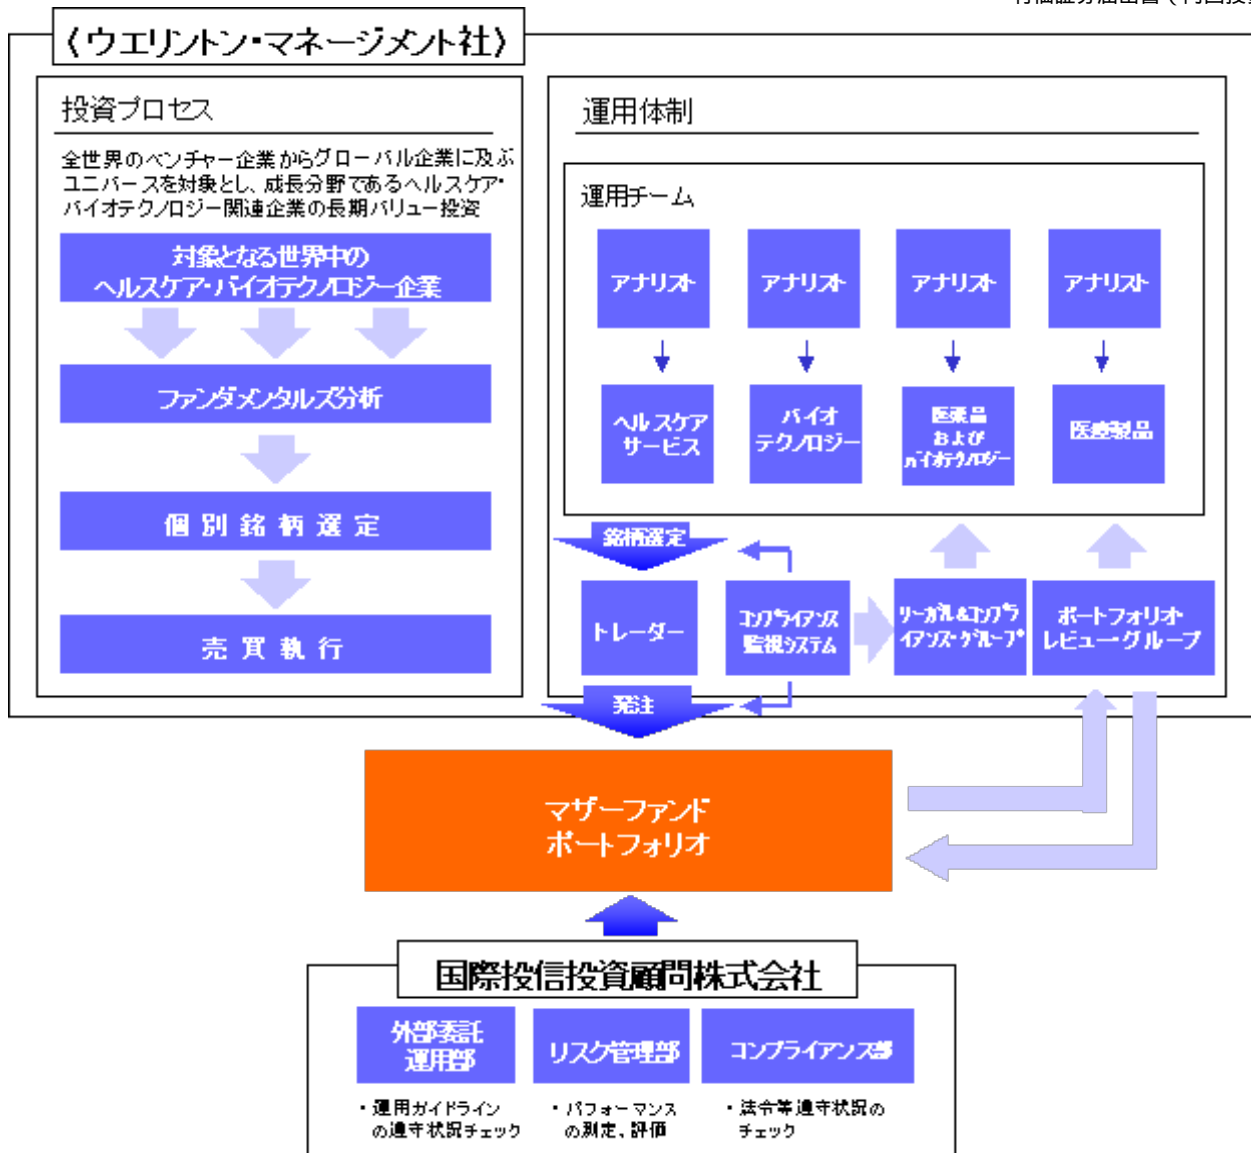 〈ウエリントン・マネージメント社〉
投資プロセス
全世界のベンチャー企業からグローバル企業に及ぶ
ユニバースを対象とし、成長分野であるヘルスケア・
バイオテクノロジー関連企業の長期バリュー投資
対象となる世界中の
ヘルスケア・バイオテクノロジー企業
ファンダメンタルズ分析
個別銘柄選定
売買執行
運用体制
運用チーム
アナリスト
アナリスト
アナリスト
アナリスト
ヘルスケア
サービス
バイオ
テクノロジー
医薬品
および
バイオテクノロジー
医療製品
銘柄選定
トレーダー
コンプライアンス
監視システム
リーガル&コンプラ
イアンス・グループ
ポートフォリオ・
レビュー・グループ
発注
マザーファンド
ポートフォリオ
国際投信投資顧問株式会社
外部委託
運用部
リスク管理部
コンプライアンス部
・運用ガイドライン
の遵守状況チェック
・パフォーマンス
の測定、評価
・法令等遵守状況の
チェック